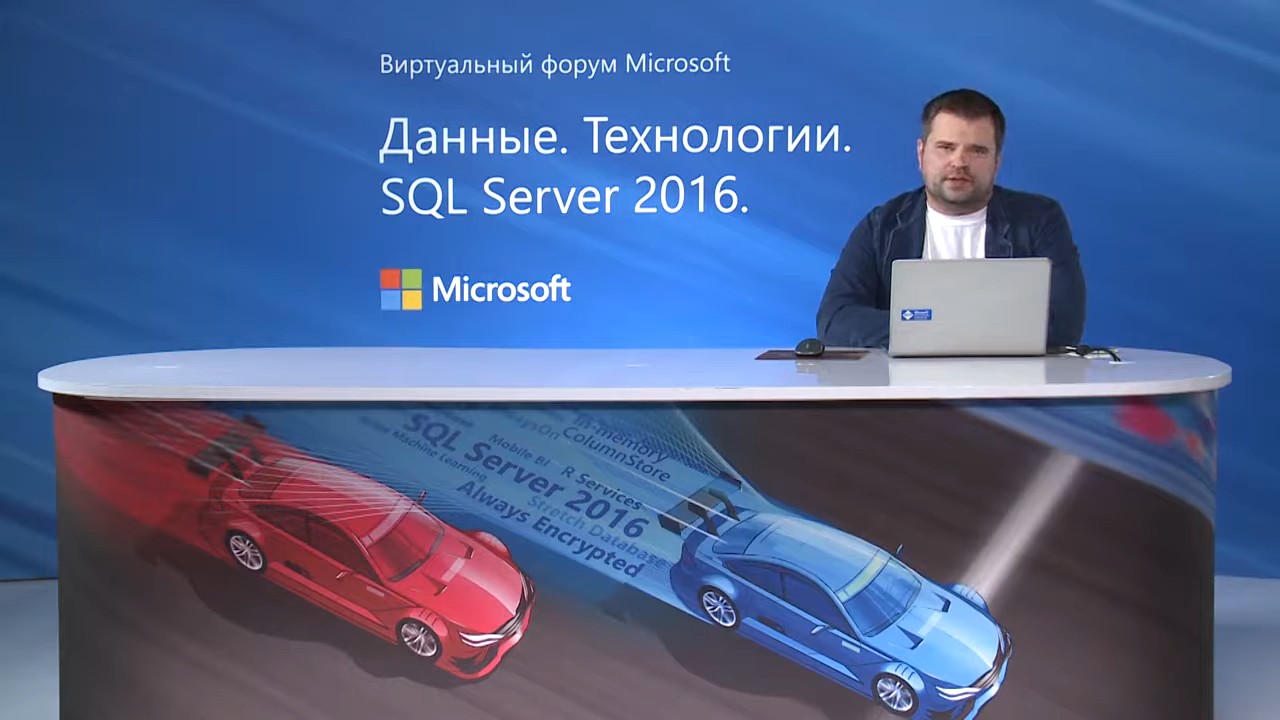 Виртуальный форум Microsoft
Данные. Технологии.
SQL Server 2016.
Microsoft
In-memory
ColumnStore
Mobile BI
R Services
SQL Server 2016
Machine Learning
Stretch Database
Always Encrypted